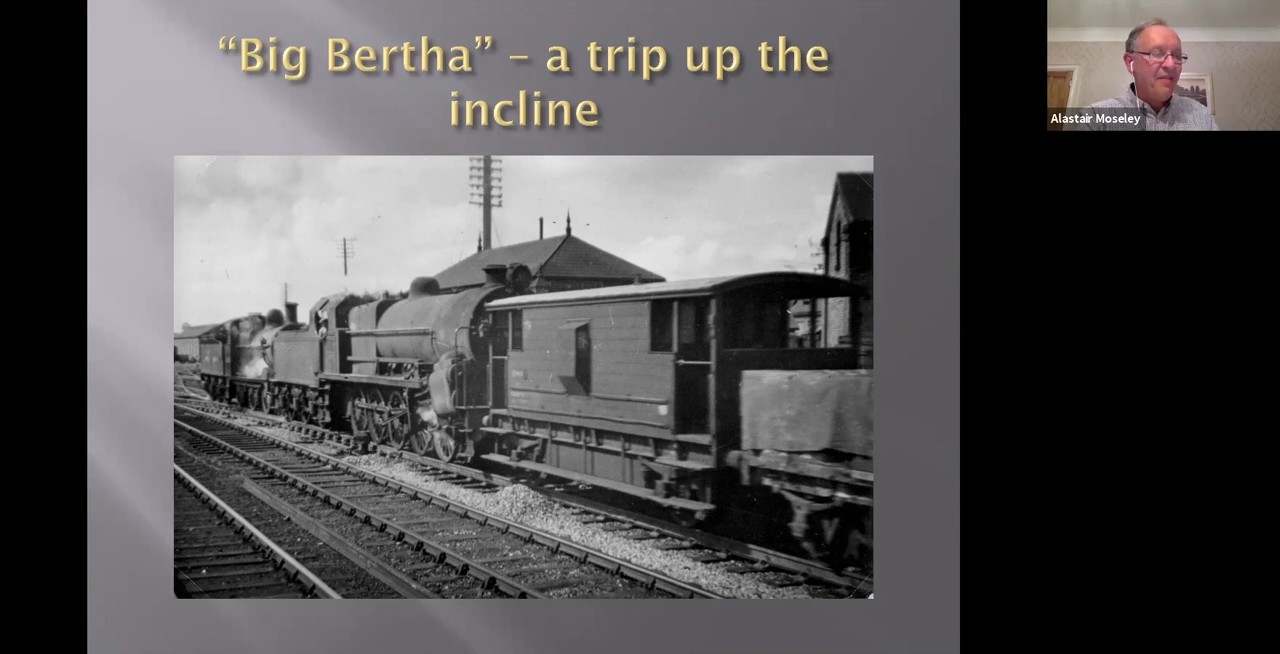 “Big Bertha” – a trip up the
incline
Alastair Moseley